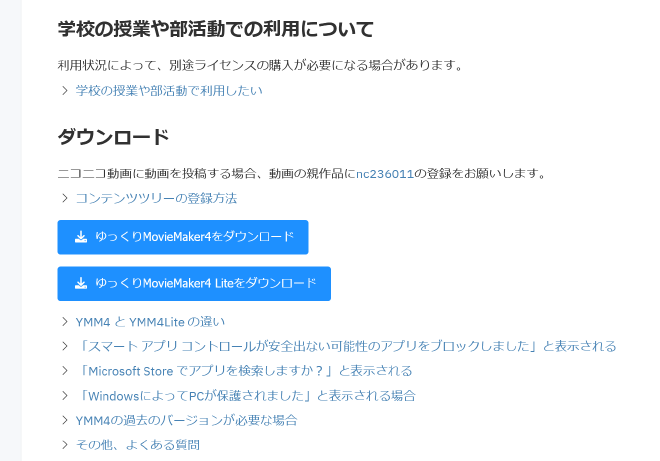 学校の授業や部活動での利用について
利用状況によって、別途ライセンスの購入が必要になる場合があります。
学校の授業や部活動で利用したい
ダウンロード
ニコニコ動画に動画を投稿する場合、動画の親作品にnc236011の登録をお願いします。
コンテンツツリーの登録方法
ゆっくりMovieMaker4をダウンロード
ゆっくりMovieMaker4 Liteをダウンロード
YMM4 と YMM4Lite の違い
「スマート アプリ コントロールが安全出ない可能性のアプリをブロックしました」と表示される
「Microsoft Store でアプリを検索しますか？」と表示される
「WindowsによってPCが保護されました」と表示される場合
YMM4の過去のバージョンが必要な場合
その他、よくある質問